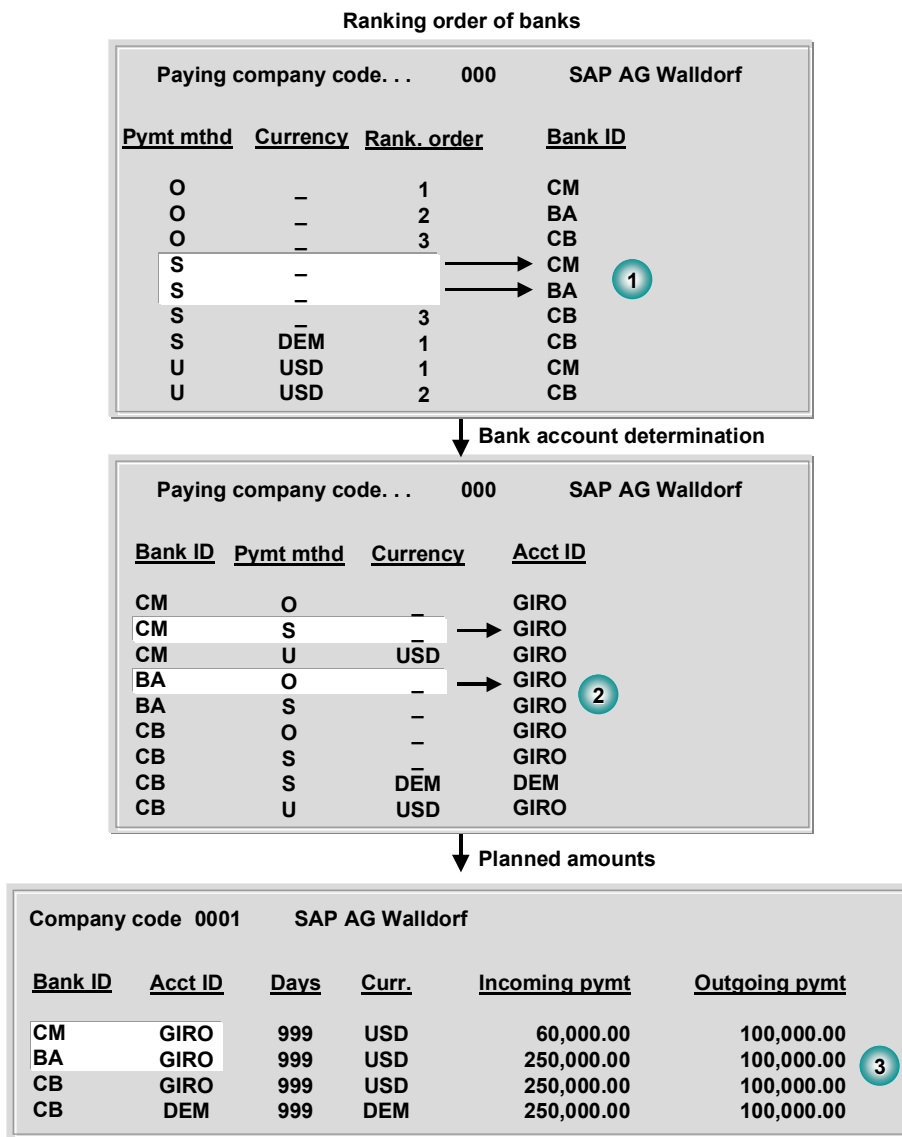 Ranking order of banks
Paying company code. . . 000 SAP AG Walldorf
Pymt mthd Currency Rank. order Bank ID
O _ 1 CM
O _ 2 BA
O _ 3 CB
S _ CM
S _ BA
1
S _ 3 CB
S DEM 1 CB
U USD 1 CM
U USD 2 CB
Bank account determination
Paying company code. . . 000 SAP AG Walldorf
Bank ID Pymt mthd Currency Acct ID
CM O _ GIRO
CM S _ GIRO
CM U USD GIRO
BA O _ GIRO
2
BA S _ GIRO
CB O _ GIRO
CB S _ GIRO
CB S DEM DEM
CB U USD GIRO
Planned amounts
Company code 0001 SAP AG Walldorf
Bank ID Acct ID Days Curr. Incoming pymt Outgoing pymt
CM GIRO 999 USD 60,000.00 100,000.00
BA GIRO 999 USD 250,000.00 100,000.00
3
CB GIRO 999 USD 250,000.00 100,000.00
CB DEM 999 DEM 250,000.00 100,000.00